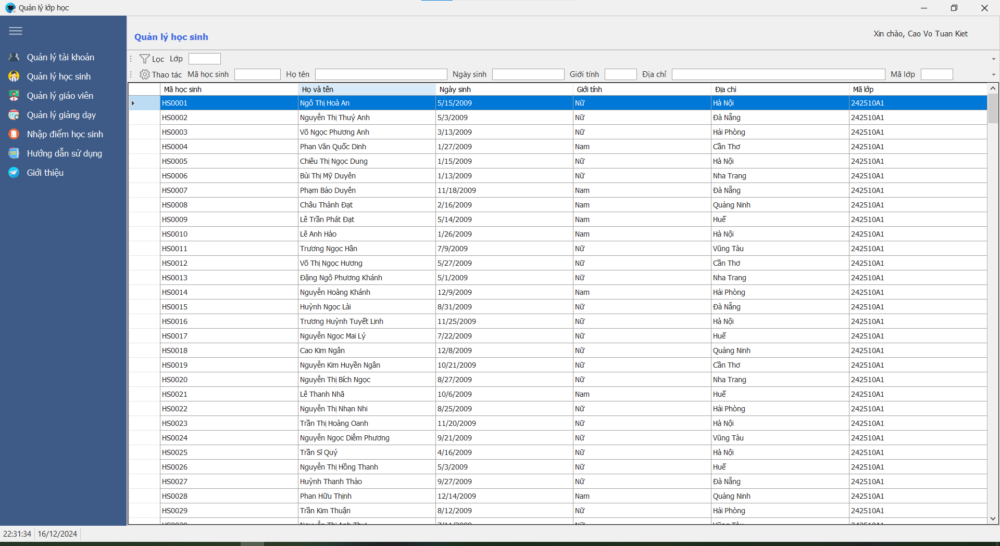 Quản lý lớp học
Quản lý học sinh
Xin chào, Cao Vo Tuan Kiet
Quản lý tài khoản
Quản lý học sinh
Quản lý giáo viên
Quản lý giảng dạy
Nhập điểm học sinh
Hướng dẫn sử dụng
Giới thiệu
Lọc Lớp
Thao tác Mã học sinh Họ tên Ngày sinh Giới tính Địa chỉ Mã lớp
Mã học sinh Họ và tên Ngày sinh Giới tính Địa chỉ Mã lớp
HS0001 Ngô Thị Hoà An 5/15/2009 Nữ Hà Nội 242510A1
HS0002 Nguyễn Thị Thuý Anh 5/3/2009 Nữ Đà Nẵng 242510A1
HS0003 Võ Ngọc Phương Anh 3/13/2009 Nữ Hải Phòng 242510A1
HS0004 Phan Văn Quốc Dinh 1/27/2009 Nam Cần Thơ 242510A1
HS0005 Chiêu Thị Ngọc Dung 1/15/2009 Nữ Hà Nội 242510A1
HS0006 Bùi Thị Mỹ Duyên 1/13/2009 Nữ Nha Trang 242510A1
HS0007 Phạm Bảo Duyên 11/18/2009 Nam Đà Nẵng 242510A1
HS0008 Châu Thành Đạt 2/16/2009 Nam Quảng Ninh 242510A1
HS0009 Lê Trần Phát Đạt 5/14/2009 Nam Huế 242510A1
HS0010 Lê Anh Hào 1/26/2009 Nam Hà Nội 242510A1
HS0011 Trương Ngọc Hân 7/9/2009 Nữ Vũng Tàu 242510A1
HS0012 Võ Thị Ngọc Hương 5/27/2009 Nữ Cần Thơ 242510A1
HS0013 Đặng Ngô Phương Khánh 5/1/2009 Nữ Nha Trang 242510A1
HS0014 Nguyễn Hoàng Khánh 12/9/2009 Nam Hải Phòng 242510A1
HS0015 Huỳnh Ngọc Lài 8/31/2009 Nữ Đà Nẵng 242510A1
HS0016 Trương Huỳnh Tuyết Linh 11/25/2009 Nữ Hà Nội 242510A1
HS0017 Nguyễn Ngọc Mai Lý 7/22/2009 Nữ Huế 242510A1
HS0018 Cao Kim Ngân 12/8/2009 Nữ Quảng Ninh 242510A1
HS0019 Nguyễn Kim Huyền Ngân 10/21/2009 Nữ Cần Thơ 242510A1
HS0020 Nguyễn Thị Bích Ngọc 8/27/2009 Nữ Nha Trang 242510A1
HS0021 Lê Thanh Nhã 10/6/2009 Nam Huế 242510A1
HS0022 Nguyễn Thị Nhạn Nhi 8/25/2009 Nữ Hải Phòng 242510A1
HS0023 Trần Thị Hoàng Oanh 11/20/2009 Nữ Hà Nội 242510A1
HS0024 Nguyễn Ngọc Diễm Phương 9/21/2009 Nữ Vũng Tàu 242510A1
HS0025 Trần Sĩ Quý 4/16/2009 Nữ Hà Nội 242510A1
HS0026 Nguyễn Thị Hồng Thanh 5/3/2009 Nữ Huế 242510A1
HS0027 Huỳnh Thanh Thảo 9/27/2009 Nữ Đà Nẵng 242510A1
HS0028 Phan Hữu Thịnh 12/14/2009 Nam Quảng Ninh 242510A1
HS0029 Trần Kim Thuận 8/12/2009 Nữ Hải Phòng 242510A1
22:31:34 16/12/2024